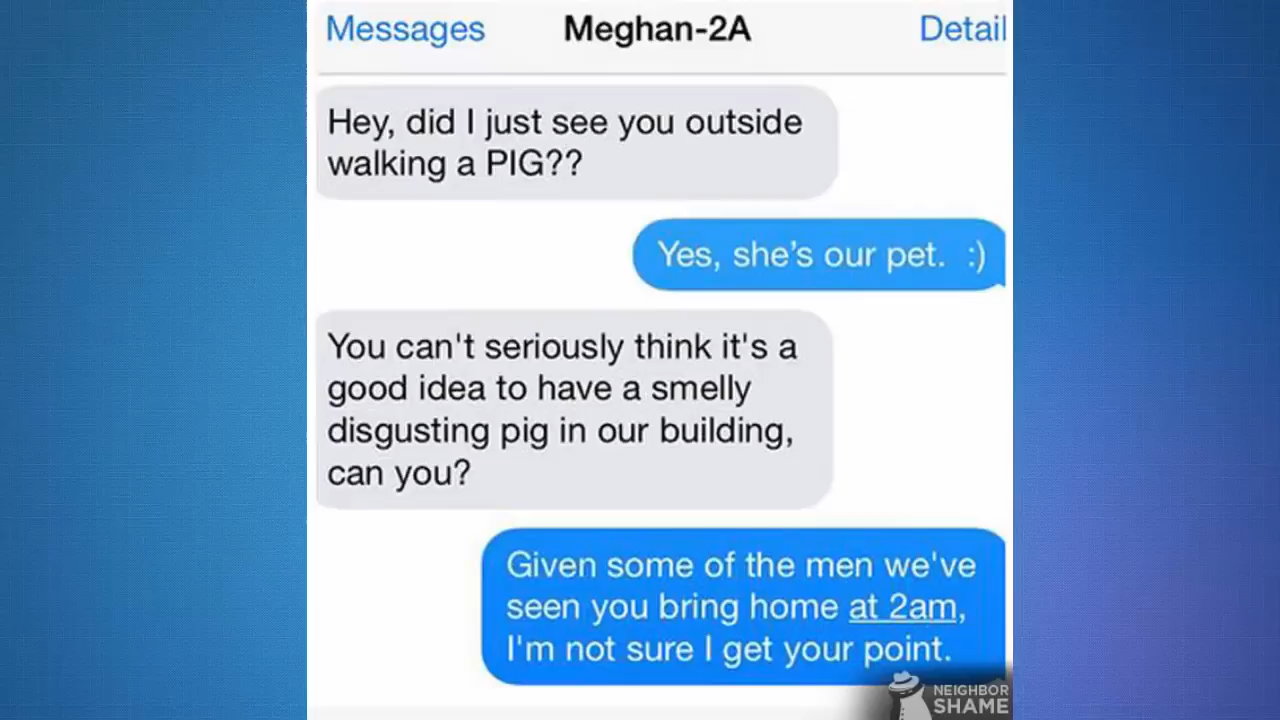 Messages Meghan-2A Detail
Hey, did I just see you outside
walking a PIG??
Yes, she’s our pet. :)
You can't seriously think it's a
good idea to have a smelly
disgusting pig in our building,
can you?
Given some of the men we've
seen you bring home at 2am,
I'm not sure I get your point.
NEIGHBOR
SHAME